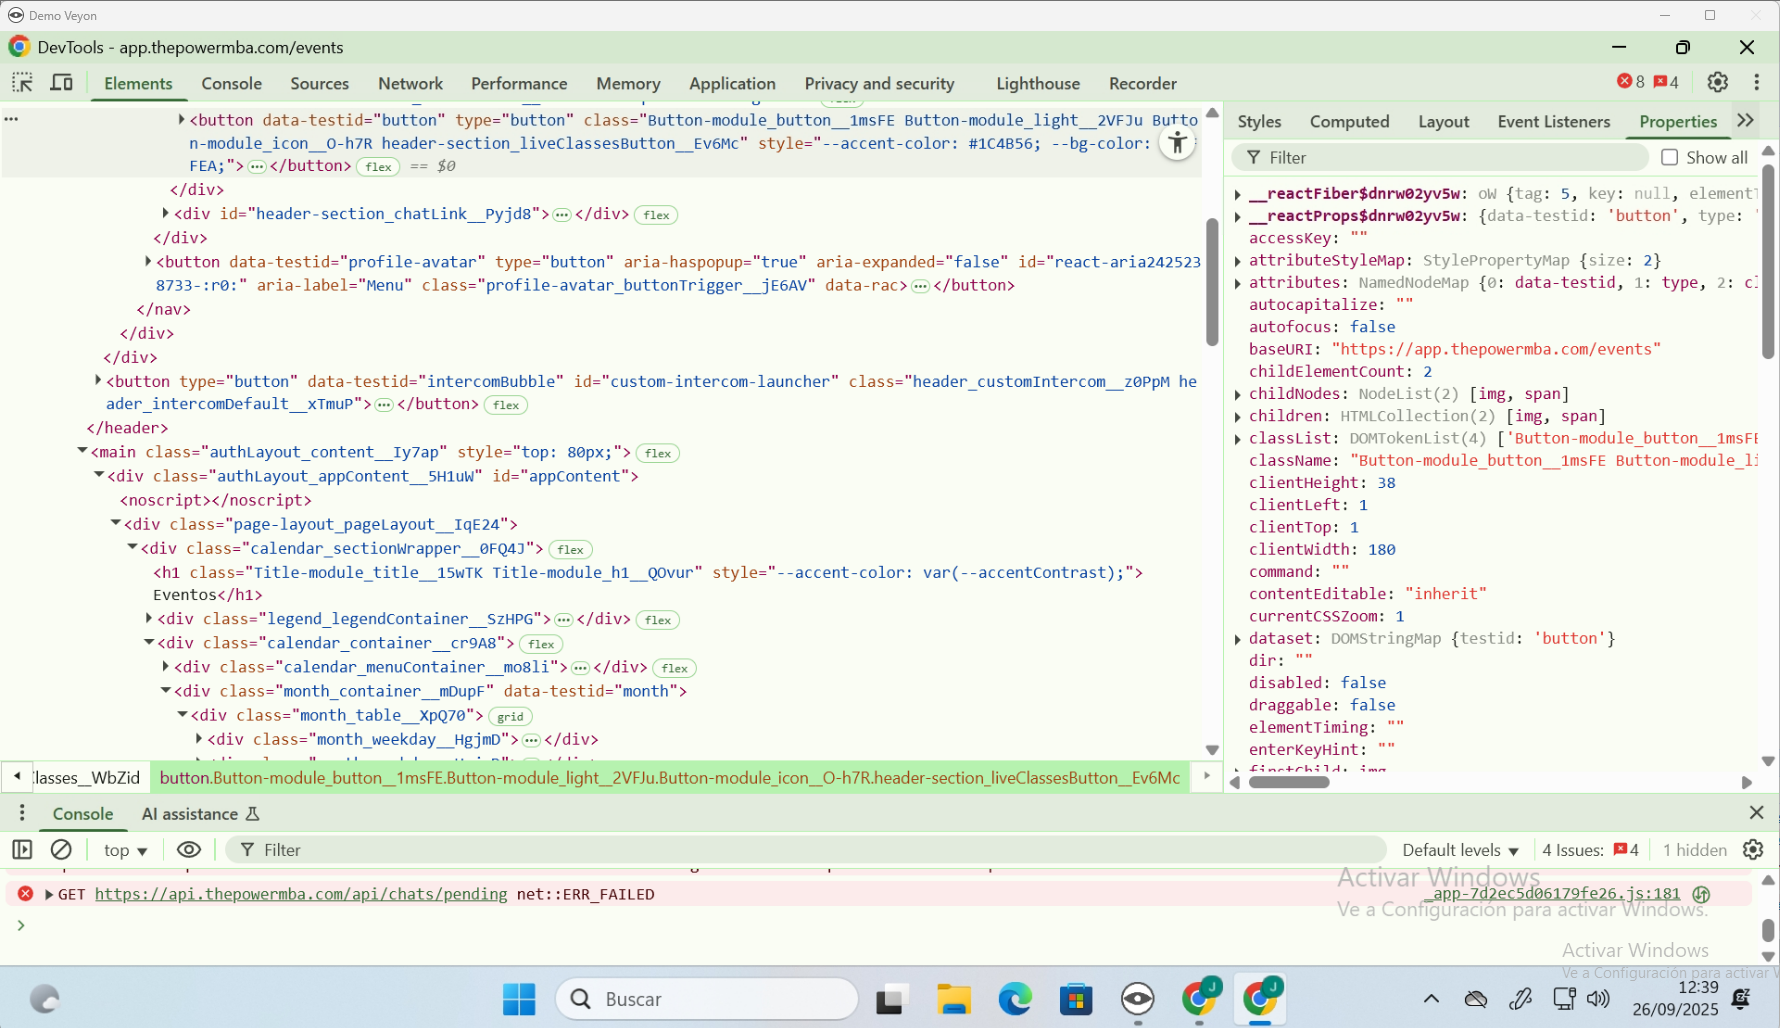 Demo Veyon
DevTools - app.thepowermba.com/events
Elements Console Sources Network Performance Memory Application Privacy and security Lighthouse Recorder 8 4
<button data-testid="button" type="button" class="Button-module_button__1msFE Button-module_light__2VFJu Butto
n-module_icon__O-h7R header-section_liveClassesButton__Ev6Mc" style="--accent-color: #1C4B56; --bg-color:
FEA;">…</button> flex == $0
</div>
<div id="header-section_chatLink__Pyjd8">…</div> flex
</div>
<button data-testid="profile-avatar" type="button" aria-haspopup="true" aria-expanded="false" id="react-aria242523
8733-:r0:" aria-label="Menu" class="profile-avatar_buttonTrigger__jE6AV" data-rac>…</button>
</nav>
</div>
</div>
<button type="button" data-testid="intercomBubble" id="custom-intercom-launcher" class="header_customIntercom__z0PpM he
ader_intercomDefault__xTmuP">…</button> flex
</header>
<main class="authLayout_content__Iy7ap" style="top: 80px;"> flex
<div class="authLayout_appContent__5H1uW" id="appContent">
<noscript></noscript>
<div class="page-layout_pageLayout__IqE24">
<div class="calendar_sectionWrapper__0FQ4J"> flex
<h1 class="Title-module_title__15wTK Title-module_h1__QOvur" style="--accent-color: var(--accentContrast);">
Eventos</h1>
<div class="legend_legendContainer__SzHPG">…</div> flex
<div class="calendar_container__cr9A8"> flex
<div class="calendar_menuContainer__mo8li">…</div> flex
<div class="month_container__mDupF" data-testid="month">
<div class="month_table__XpQ70"> grid
<div class="month_weekday__HgjmD">…</div>
lasses__WbZid button.Button-module_button__1msFE.Button-module_light__2VFJu.Button-module_icon__O-h7R.header-section_liveClassesButton__Ev6Mc
Styles Computed Layout Event Listeners Properties
Filter Show all
__reactFiber$dnrw02yv5w: oW {tag: 5, key: null, element
__reactProps$dnrw02yv5w: {data-testid: 'button', type: '
accessKey: ""
attributeStyleMap: StylePropertyMap {size: 2}
attributes: NamedNodeMap {0: data-testid, 1: type, 2: cl
autocapitalize: ""
autofocus: false
baseURI: "https://app.thepowermba.com/events"
childElementCount: 2
childNodes: NodeList(2) [img, span]
children: HTMLCollection(2) [img, span]
classList: DOMTokenList(4) ['Button-module_button__1msFE
className: "Button-module_button__1msFE Button-module_li
clientHeight: 38
clientLeft: 1
clientTop: 1
clientWidth: 180
command: ""
contentEditable: "inherit"
currentCSSZoom: 1
dataset: DOMStringMap {testid: 'button'}
dir: ""
disabled: false
draggable: false
elementTiming: ""
enterKeyHint: ""
firstChild: img
Console AI assistance
top Filter Default levels 4 Issues: 4 1 hidden
GET https://api.thepowermba.com/api/chats/pending net::ERR_FAILED _app-7d2ec5d06179fe26.js:181
Activar Windows
Ve a Configuración para activar Windows.
Activar Windows
Ve a Configuración para activar W
Buscar
12:39
26/09/2025